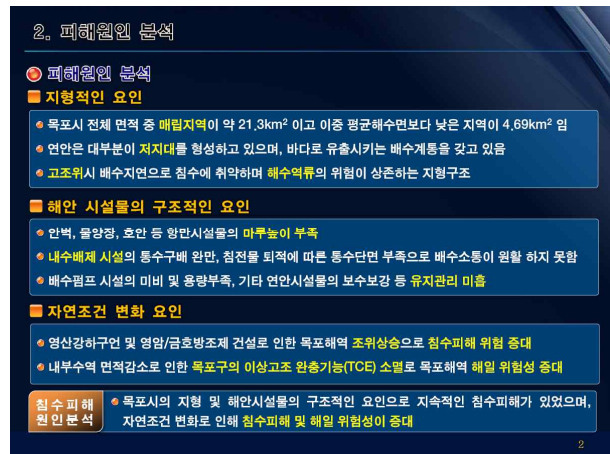 2. 피해원인 분석
피해원인 분석
지형적인 요인
목포시 전체 면적 중 매립지역이 약 21.3km² 이고 이중 평균해수면보다 낮은 지역이 4.69km² 임
연안은 대부분이 저지대를 형성하고 있으며, 바다로 유출시키는 배수계통을 갖고 있음
고조위시 배수지연으로 침수에 취약하며 해수역류의 위험이 상존하는 지형구조
해안 시설물의 구조적인 요인
안벽, 물양장, 호안 등 항만시설물의 마루높이 부족
내수배제 시설의 통수구배 완만, 침전물 퇴적에 따른 통수단면 부족으로 배수소통이 원활 하지 못함
배수펌프 시설의 미비 및 용량부족, 기타 연안시설물의 보수보강 등 유지관리 미흡
자연조건 변화 요인
영산강하구언 및 영암/금호방조제 건설로 인한 목포해역 조위상승으로 침수피해 위험 증대
내부수역 면적감소로 인한 목포구의 이상고조 완충기능(TCE) 소멸로 목포해역 해일 위험성 증대
침수피해
원인분석
목포시의 지형 및 해안시설물의 구조적인 요인으로 지속적인 침수피해가 있었으며,
자연조건 변화로 인해 침수피해 및 해일 위험성이 증대
2